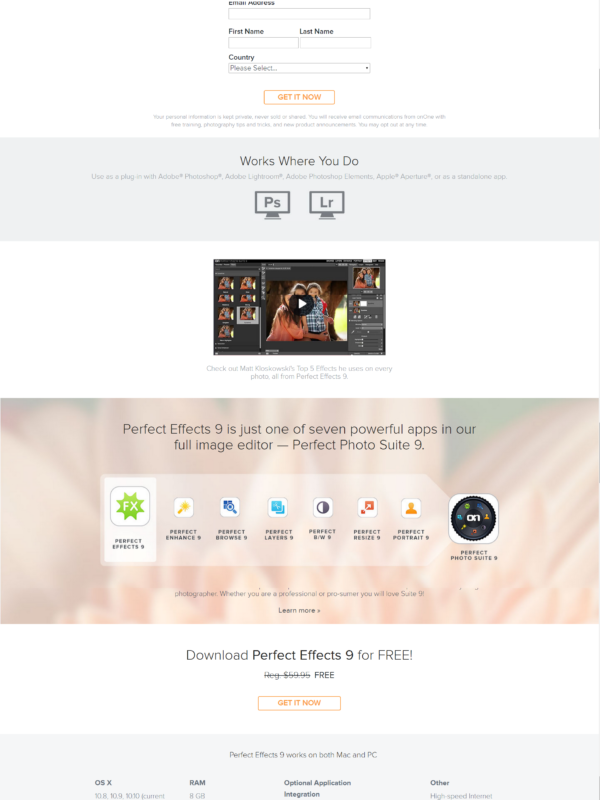 Email Address
First Name Last Name
Country
Please Select...
GET IT NOW
Your personal information is kept private, never sold or shared. You will receive email communications from onOne with
free training, photography tips and tricks, and new product announcements. You may opt out at any time.
Works Where You Do
Use as a plug-in with Adobe® Photoshop®, Adobe Lightroom®, Adobe Photoshop Elements, Apple® Aperture®, or as a standalone app.
Ps Lr
Check out Matt Kloskowski's Top 5 Effects he uses on every
photo, all from Perfect Effects 9.
Perfect Effects 9 is just one of seven powerful apps in our
full image editor — Perfect Photo Suite 9.
FX
on
PERFECT
EFFECTS 9
PERFECT
ENHANCE 9
PERFECT
BROWSE 9
PERFECT
LAYERS 9
PERFECT
B/W 9
PERFECT
RESIZE 9
PERFECT
PORTRAIT 9
PERFECT
PHOTO SUITE 9
photographer. Whether you are a professional or pro-sumer you will love Suite 9!
Learn more »
Download Perfect Effects 9 for FREE!
Reg. $59.95 FREE
GET IT NOW
Perfect Effects 9 works on both Mac and PC
OS X RAM Optional Application Other
Integration
10.8, 10.9, 10.10 (current 8 GB High-speed Internet